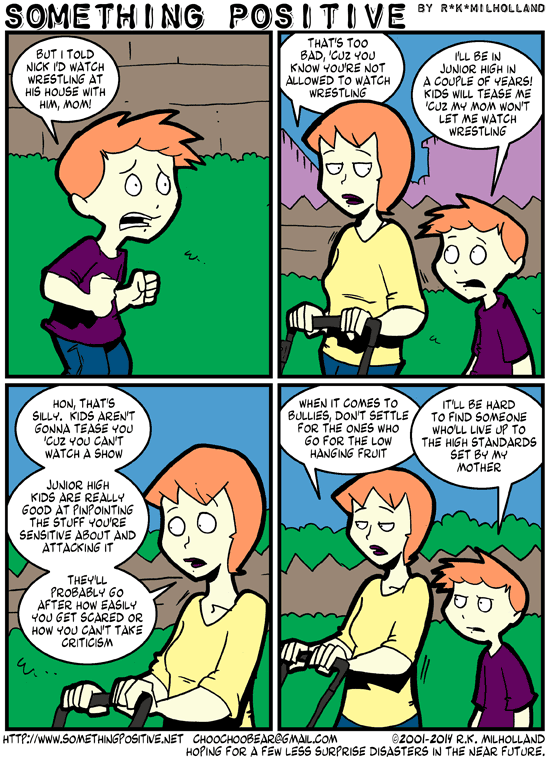 SOMETHING POSITIVE BY R*K*MILHOLLAND
BUT I TOLD
NICK I'D WATCH
WRESTLING AT
HIS HOUSE WITH
HIM, MOM!
THAT'S TOO
BAD, 'CUZ YOU
KNOW YOU'RE NOT
ALLOWED TO WATCH
WRESTLING
I'LL BE IN
JUNIOR HIGH IN
A COUPLE OF YEARS!
KIDS WILL TEASE ME
'CUZ MY MOM WON'T
LET ME WATCH
WRESTLING
HON, THAT'S
SILLY. KIDS AREN'T
GONNA TEASE YOU
'CUZ YOU CAN'T
WATCH A SHOW
JUNIOR HIGH
KIDS ARE REALLY
GOOD AT PINPOINTING
THE STUFF YOU'RE
SENSITIVE ABOUT AND
ATTACKING IT
THEY'LL
PROBABLY GO
AFTER HOW EASILY
YOU GET SCARED OR
HOW YOU CAN'T TAKE
CRITICISM
WHEN IT COMES TO
BULLIES, DON'T SETTLE
FOR THE ONES WHO
GO FOR THE LOW
HANGING FRUIT
IT'LL BE HARD
TO FIND SOMEONE
WHO'LL LIVE UP TO
THE HIGH STANDARDS
SET BY MY
MOTHER
HTTP://WWW.SOMETHINGPOSITIVE.NET CHOOCHOOBEAR@GMAIL.COM ©2001-2014 R.K. MILHOLLAND
HOPING FOR A FEW LESS SURPRISE DISASTERS IN THE NEAR FUTURE.